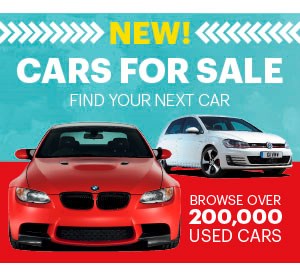 NEW!
CARS FOR SALE
FIND YOUR NEXT CAR
BROWSE OVER
200,000
USED CARS